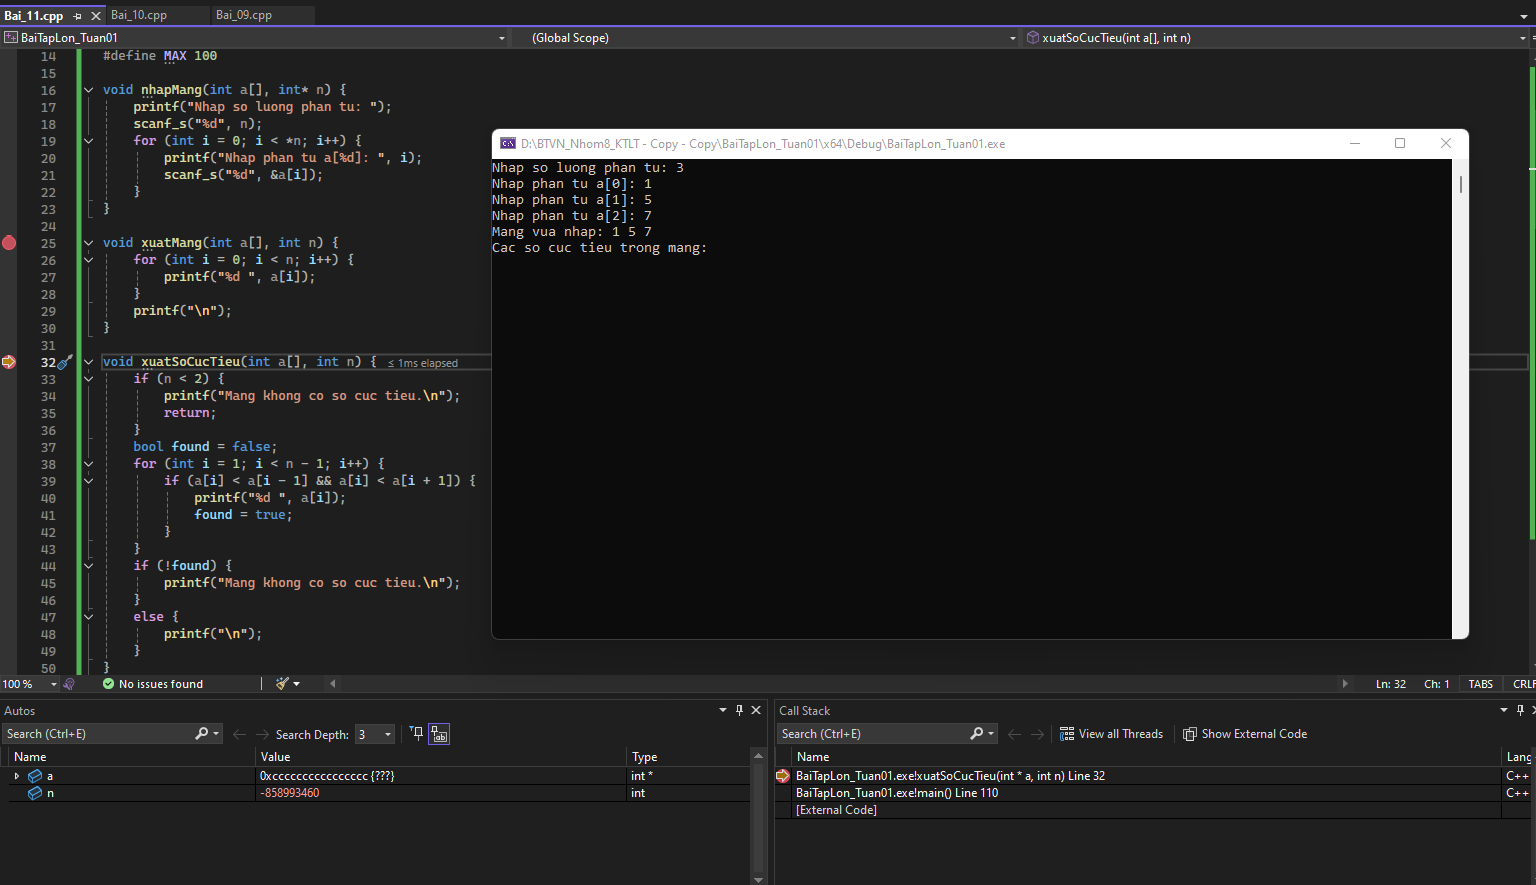 Bai_11.cpp Bai_10.cpp Bai_09.cpp
BaiTapLon_Tuan01 (Global Scope) xuatSoCucTieu(int a[], int n)
14 #define MAX 100
15
16 void nhapMang(int a[], int* n) {
17 printf("Nhap so luong phan tu: ");
18 scanf_s("%d", n);
19 for (int i = 0; i < *n; i++) {
20 printf("Nhap phan tu a[%d]: ", i);
21 scanf_s("%d", &a[i]);
22 }
23 }
24
25 void xuatMang(int a[], int n) {
26 for (int i = 0; i < n; i++) {
27 printf("%d ", a[i]);
28 }
29 printf("\n");
30 }
31
32 void xuatSoCucTieu(int a[], int n) { ≤ 1ms elapsed
33 if (n < 2) {
34 printf("Mang khong co so cuc tieu.\n");
35 return;
36 }
37 bool found = false;
38 for (int i = 1; i < n - 1; i++) {
39 if (a[i] < a[i - 1] && a[i] < a[i + 1]) {
40 printf("%d ", a[i]);
41 found = true;
42 }
43 }
44 if (!found) {
45 printf("Mang khong co so cuc tieu.\n");
46 }
47 else {
48 printf("\n");
49 }
50 }
D:\BTVN_Nhom8_KTLT - Copy - Copy\BaiTapLon_Tuan01\x64\Debug\BaiTapLon_Tuan01.exe
Nhap so luong phan tu: 3
Nhap phan tu a[0]: 1
Nhap phan tu a[1]: 5
Nhap phan tu a[2]: 7
Mang vua nhap: 1 5 7
Cac so cuc tieu trong mang:
100 % No issues found Ln: 32 Ch: 1 TABS CRLF
Autos
Search (Ctrl+E) Search Depth: 3
Name Value Type
a 0xcccccccccccccccc {???} int *
n -858993460 int
Call Stack
Search (Ctrl+E) View all Threads Show External Code
Name Lang
BaiTapLon_Tuan01.exe!xuatSoCucTieu(int * a, int n) Line 32 C++
BaiTapLon_Tuan01.exe!main() Line 110 C++
[External Code]